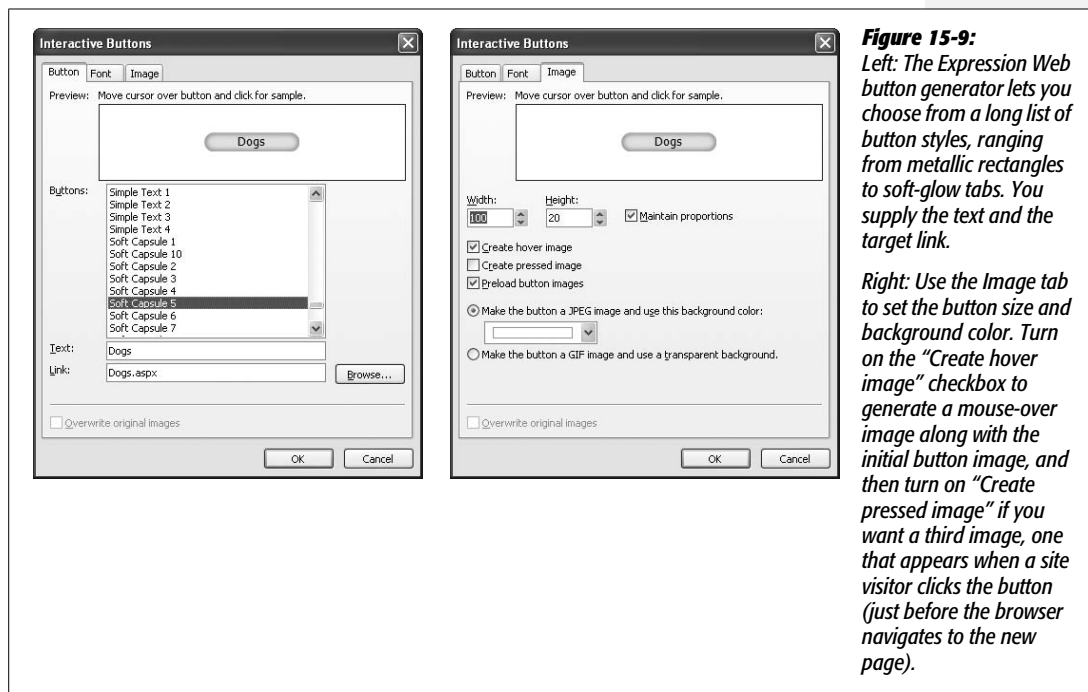 Interactive Buttons
Button Font Image
Preview: Move cursor over button and click for sample.
Dogs
Buttons:
Simple Text 1
Simple Text 2
Simple Text 3
Simple Text 4
Soft Capsule 1
Soft Capsule 10
Soft Capsule 2
Soft Capsule 3
Soft Capsule 4
Soft Capsule 5
Soft Capsule 6
Soft Capsule 7
Text: Dogs
Link: Dogs.aspx Browse...
Overwrite original images
OK Cancel
Interactive Buttons
Button Font Image
Preview: Move cursor over button and click for sample.
Dogs
Width: Height:
100 20 Maintain proportions
Create hover image
Create pressed image
Preload button images
Make the button a JPEG image and use this background color:
Make the button a GIF image and use a transparent background.
Overwrite original images
OK Cancel
Figure 15-9:
Left: The Expression Web
button generator lets you
choose from a long list of
button styles, ranging
from metallic rectangles
to soft-glow tabs. You
supply the text and the
target link.
Right: Use the Image tab
to set the button size and
background color. Turn
on the “Create hover
image” checkbox to
generate a mouse-over
image along with the
initial button image, and
then turn on “Create
pressed image” if you
want a third image, one
that appears when a site
visitor clicks the button
(just before the browser
navigates to the new
page).